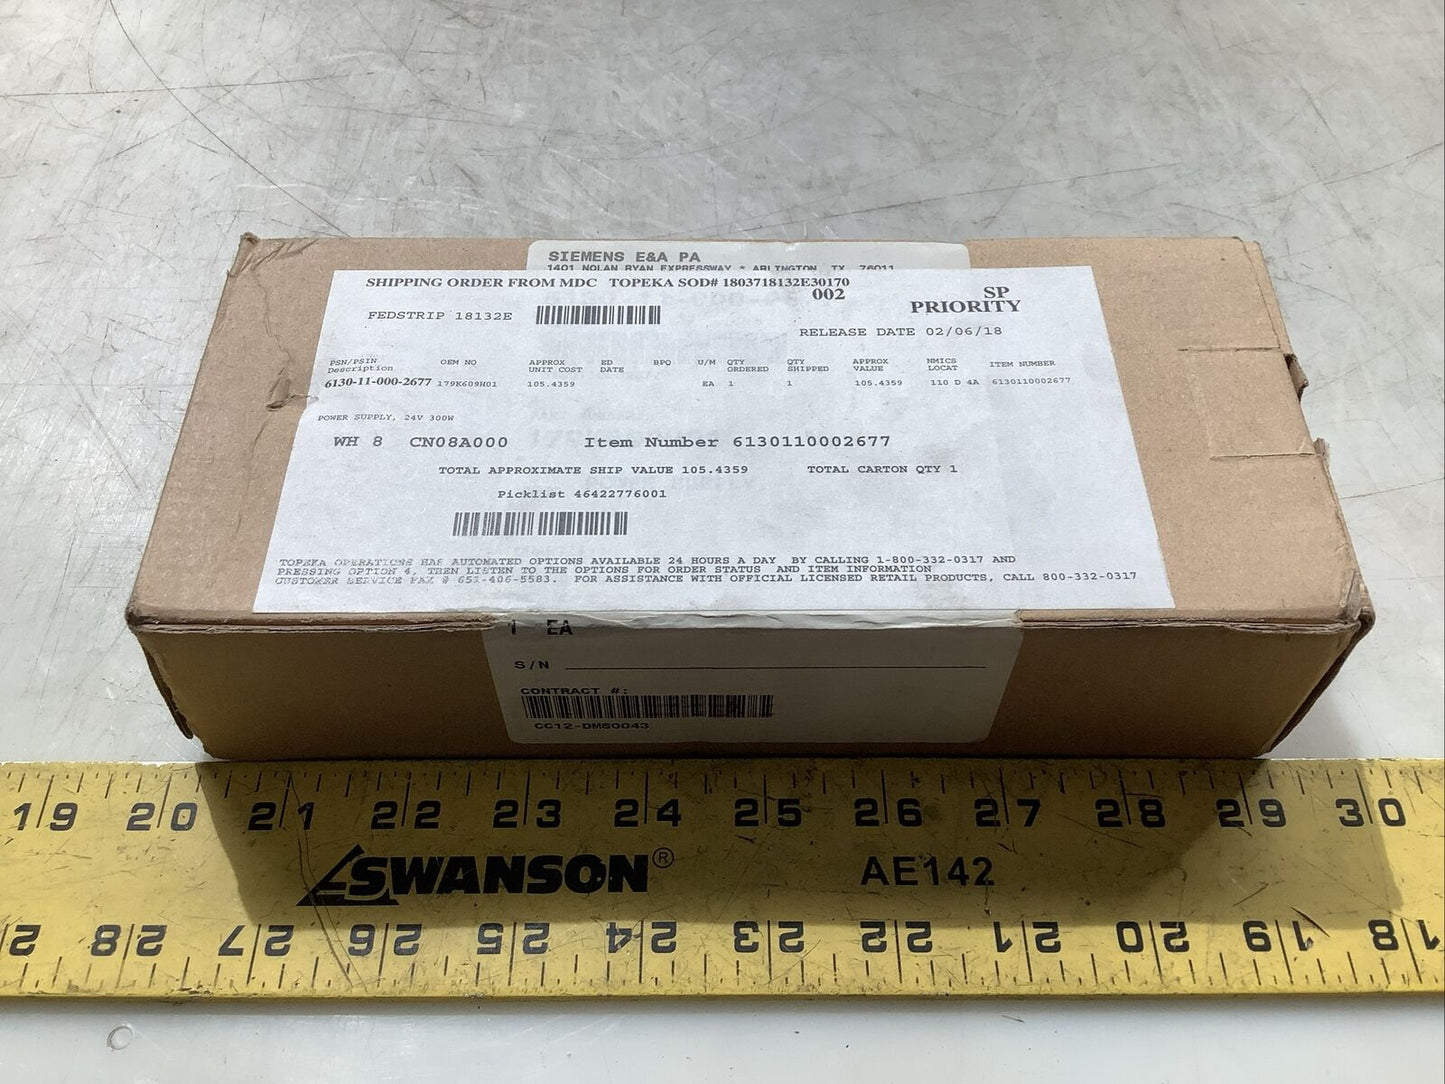 SIEMENS E&A PA
1401 NOLAN RYAN EXPRESSWAY * ARLINGTON, TX 76011
SHIPPING ORDER FROM MDC TOPEKA SOD# 1803718132E30170
002
SP
PRIORITY
FEDSTRIP 18132E
RELEASE DATE 02/06/18
PSN/PSIN OEM NO APPROX ED BPQ U/M QTY QTY APPROX NMICS ITEM NUMBER
Description UNIT COST DATE ORDERED SHIPPED VALUE LOCAT
6130-11-000-2677 179K609H01 105.4359 EA 1 1 105.4359 110 D 4A 6130110002677
POWER SUPPLY, 24V 300W
WH 8 CN08A000 Item Number 6130110002677
TOTAL APPROXIMATE SHIP VALUE 105.4359 TOTAL CARTON QTY 1
Picklist 46422776001
TOPEKA OPERATIONS HAS AUTOMATED OPTIONS AVAILABLE 24 HOURS A DAY BY CALLING 1-800-332-0317 AND
PRESSING OPTION 4, THEN LISTEN TO THE OPTIONS FOR ORDER STATUS AND ITEM INFORMATION
CUSTOMER SERVICE FAX # 651-406-5583. FOR ASSISTANCE WITH OFFICIAL LICENSED RETAIL PRODUCTS, CALL 800-332-0317
1 EA
S/N
CONTRACT #:
CC12-DMS0043
19 20 21 22 23 24 25 26 27 28 29 30
SWANSON® AE142
28 27 26 25 24 23 22 21 20 19 18